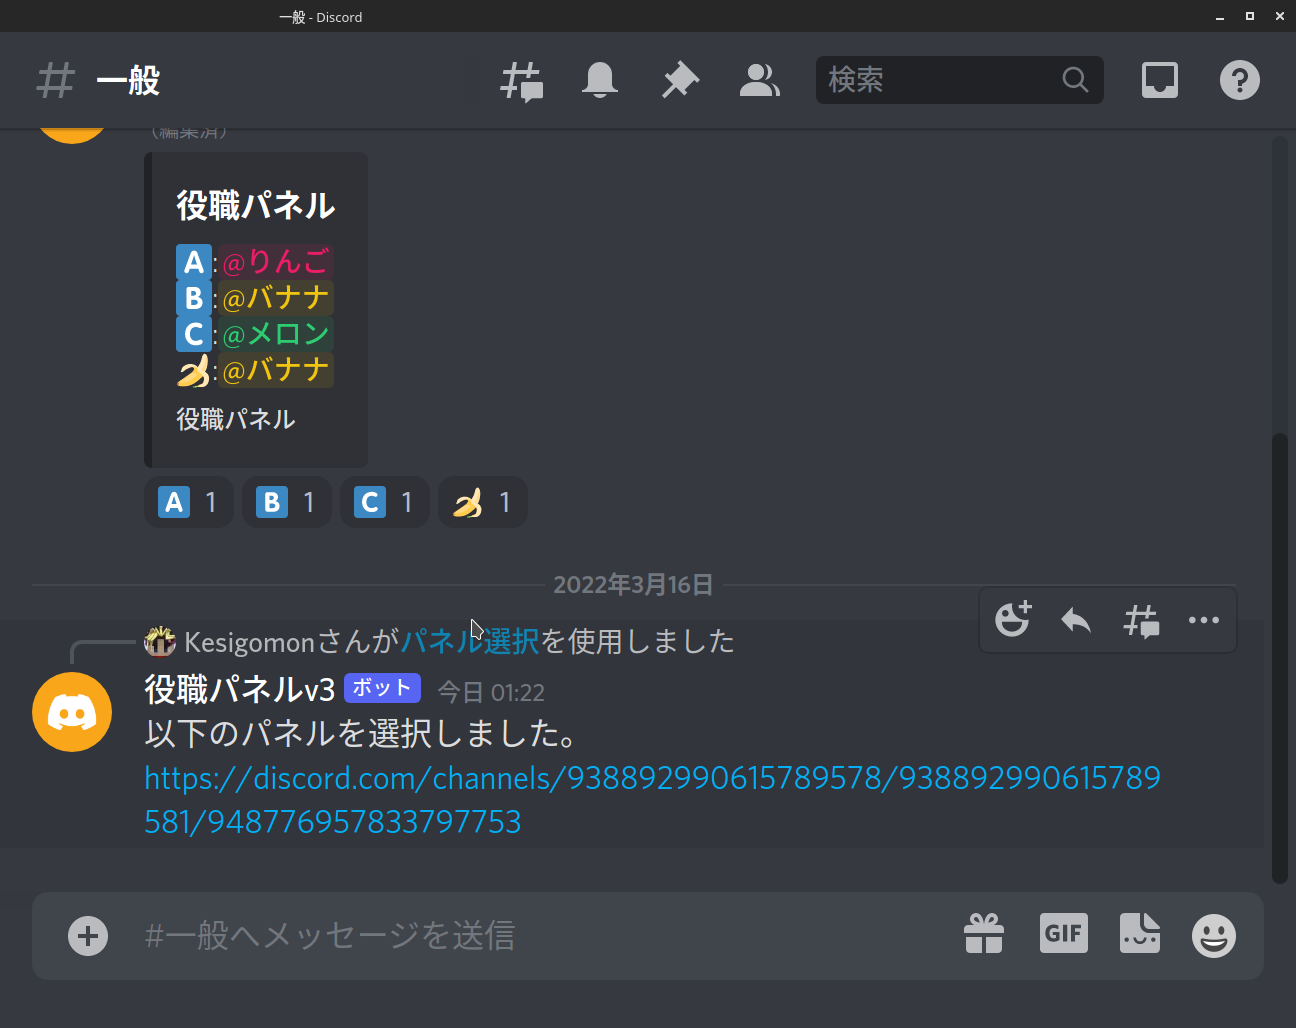 一般 - Discord
一般
検索
(編集済)
役職パネル
A:@りんご
B:@バナナ
C:@メロン
:@バナナ
役職パネル
A 1 B 1 C 1 1
2022年3月16日
Kesigomonさんがパネル選択を使用しました
役職パネルv3 ボット 今日 01:22
以下のパネルを選択しました。
https://discord.com/channels/938892990615789578/938892990615789
581/948776957833797753
#一般へメッセージを送信
GIF